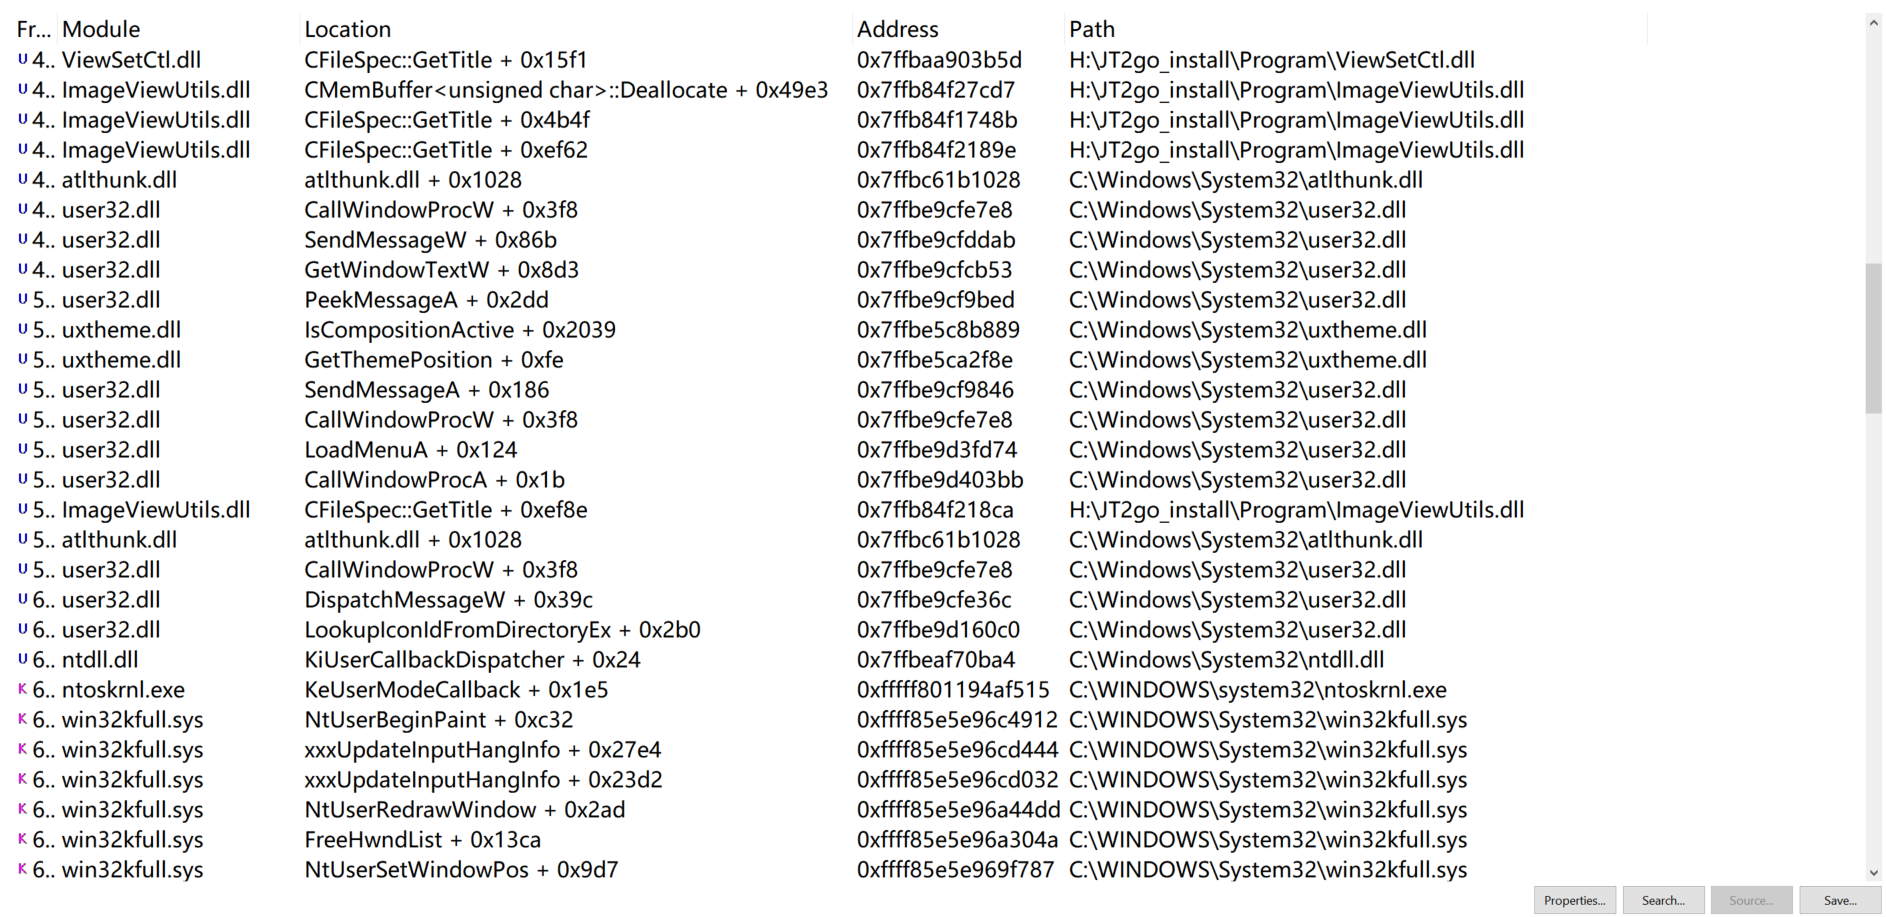 Fr... Module Location Address Path
U 4.. ViewSetCtl.dll CFileSpec::GetTitle + 0x15f1 0x7ffbaa903b5d H:\JT2go_install\Program\ViewSetCtl.dll
U 4.. ImageViewUtils.dll CMemBuffer<unsigned char>::Deallocate + 0x49e3 0x7ffb84f27cd7 H:\JT2go_install\Program\ImageViewUtils.dll
U 4.. ImageViewUtils.dll CFileSpec::GetTitle + 0x4b4f 0x7ffb84f1748b H:\JT2go_install\Program\ImageViewUtils.dll
U 4.. ImageViewUtils.dll CFileSpec::GetTitle + 0xef62 0x7ffb84f2189e H:\JT2go_install\Program\ImageViewUtils.dll
U 4.. atlthunk.dll atlthunk.dll + 0x1028 0x7ffbc61b1028 C:\Windows\System32\atlthunk.dll
U 4.. user32.dll CallWindowProcW + 0x3f8 0x7ffbe9cfe7e8 C:\Windows\System32\user32.dll
U 4.. user32.dll SendMessageW + 0x86b 0x7ffbe9cfddab C:\Windows\System32\user32.dll
U 4.. user32.dll GetWindowTextW + 0x8d3 0x7ffbe9cfcb53 C:\Windows\System32\user32.dll
U 5.. user32.dll PeekMessageA + 0x2dd 0x7ffbe9cf9bed C:\Windows\System32\user32.dll
U 5.. uxtheme.dll IsCompositionActive + 0x2039 0x7ffbe5c8b889 C:\Windows\System32\uxtheme.dll
U 5.. uxtheme.dll GetThemePosition + 0xfe 0x7ffbe5ca2f8e C:\Windows\System32\uxtheme.dll
U 5.. user32.dll SendMessageA + 0x186 0x7ffbe9cf9846 C:\Windows\System32\user32.dll
U 5.. user32.dll CallWindowProcW + 0x3f8 0x7ffbe9cfe7e8 C:\Windows\System32\user32.dll
U 5.. user32.dll LoadMenuA + 0x124 0x7ffbe9d3fd74 C:\Windows\System32\user32.dll
U 5.. user32.dll CallWindowProcA + 0x1b 0x7ffbe9d403bb C:\Windows\System32\user32.dll
U 5.. ImageViewUtils.dll CFileSpec::GetTitle + 0xef8e 0x7ffb84f218ca H:\JT2go_install\Program\ImageViewUtils.dll
U 5.. atlthunk.dll atlthunk.dll + 0x1028 0x7ffbc61b1028 C:\Windows\System32\atlthunk.dll
U 5.. user32.dll CallWindowProcW + 0x3f8 0x7ffbe9cfe7e8 C:\Windows\System32\user32.dll
U 6.. user32.dll DispatchMessageW + 0x39c 0x7ffbe9cfe36c C:\Windows\System32\user32.dll
U 6.. user32.dll LookupIconIdFromDirectoryEx + 0x2b0 0x7ffbe9d160c0 C:\Windows\System32\user32.dll
U 6.. ntdll.dll KiUserCallbackDispatcher + 0x24 0x7ffbeaf70ba4 C:\Windows\System32\ntdll.dll
K 6.. ntoskrnl.exe KeUserModeCallback + 0x1e5 0xfffff801194af515 C:\WINDOWS\system32\ntoskrnl.exe
K 6.. win32kfull.sys NtUserBeginPaint + 0xc32 0xffff85e5e96c4912 C:\WINDOWS\System32\win32kfull.sys
K 6.. win32kfull.sys xxxUpdateInputHangInfo + 0x27e4 0xffff85e5e96cd444 C:\WINDOWS\System32\win32kfull.sys
K 6.. win32kfull.sys xxxUpdateInputHangInfo + 0x23d2 0xffff85e5e96cd032 C:\WINDOWS\System32\win32kfull.sys
K 6.. win32kfull.sys NtUserRedrawWindow + 0x2ad 0xffff85e5e96a44dd C:\WINDOWS\System32\win32kfull.sys
K 6.. win32kfull.sys FreeHwndList + 0x13ca 0xffff85e5e96a304a C:\WINDOWS\System32\win32kfull.sys
K 6.. win32kfull.sys NtUserSetWindowPos + 0x9d7 0xffff85e5e969f787 C:\WINDOWS\System32\win32kfull.sys
Properties... Search... Source... Save...